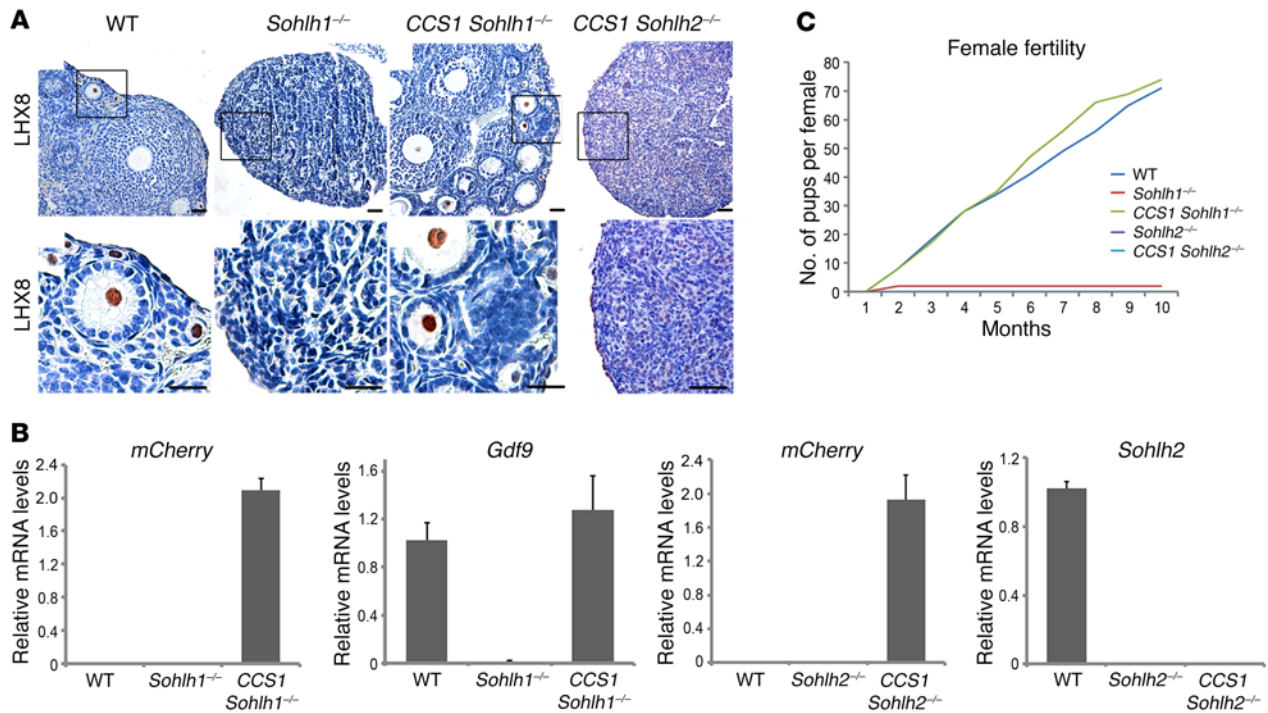 A
WT
Sohlh1–/–
CCS1 Sohlh1–/–
CCS1 Sohlh2–/–
LHX8
LHX8
C
Female fertility
No. of pups per female
80
70
60
50
40
30
20
10
0
1 2 3 4 5 6 7 8 9 10
Months
WT
Sohlh1–/–
CCS1 Sohlh1–/–
Sohlh2–/–
CCS1 Sohlh2–/–
B
mCherry
Relative mRNA levels
2.4
2.0
1.6
1.2
0.8
0.4
0
WT Sohlh1–/– CCS1
Sohlh1–/–
Gdf9
Relative mRNA levels
1.6
1.2
0.8
0.4
0
WT Sohlh1–/– CCS1
Sohlh1–/–
mCherry
Relative mRNA levels
2.4
2.0
1.6
1.2
0.8
0.4
0
WT Sohlh2–/– CCS1
Sohlh2–/–
Sohlh2
Relative mRNA levels
1.2
0.8
0.4
0
WT Sohlh2–/– CCS1
Sohlh2–/–